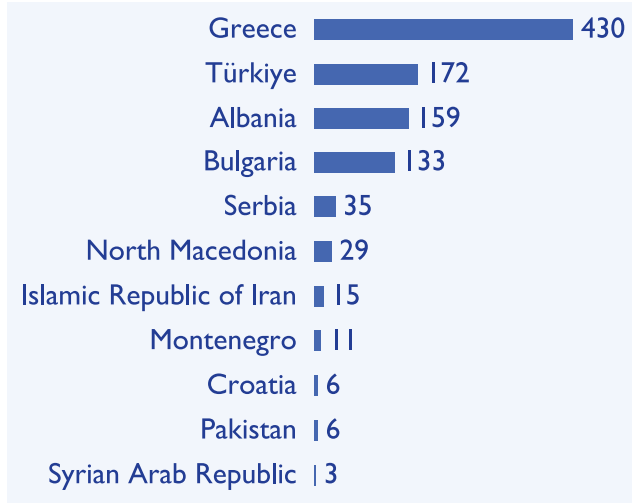 Greece 430
Türkiye 172
Albania 159
Bulgaria 133
Serbia 35
North Macedonia 29
Islamic Republic of Iran 15
Montenegro 11
Croatia 6
Pakistan 6
Syrian Arab Republic 3